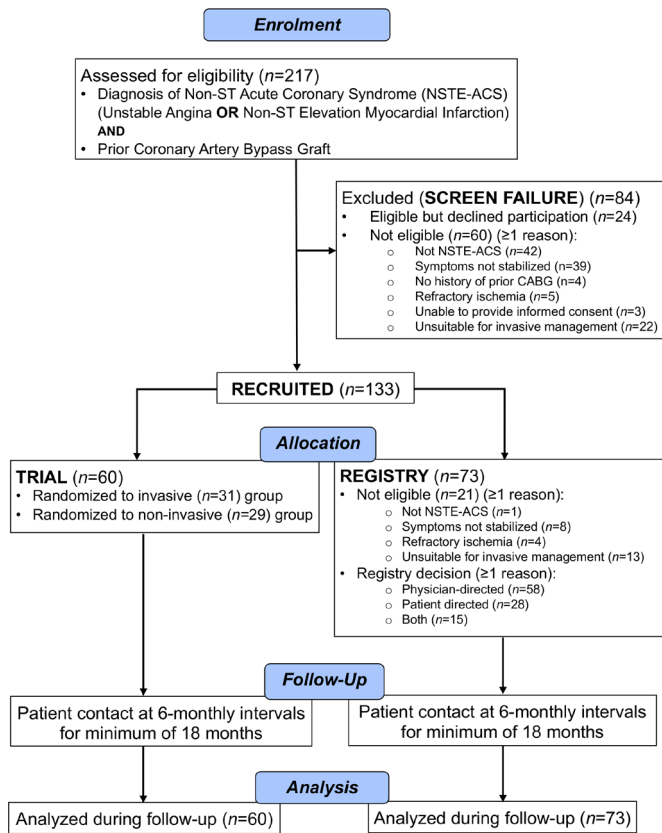 Enrolment
Assessed for eligibility (n=217)
• Diagnosis of Non-ST Acute Coronary Syndrome (NSTE-ACS)
(Unstable Angina OR Non-ST Elevation Myocardial Infarction)
AND
• Prior Coronary Artery Bypass Graft
Excluded (SCREEN FAILURE) (n=84)
• Eligible but declined participation (n=24)
• Not eligible (n=60) (≥1 reason):
○ Not NSTE-ACS (n=42)
○ Symptoms not stabilized (n=39)
○ No history of prior CABG (n=4)
○ Refractory ischemia (n=5)
○ Unable to provide informed consent (n=3)
○ Unsuitable for invasive management (n=22)
RECRUITED (n=133)
Allocation
TRIAL (n=60)
• Randomized to invasive (n=31) group
• Randomized to non-invasive (n=29) group
REGISTRY (n=73)
• Not eligible (n=21) (≥1 reason):
○ Not NSTE-ACS (n=1)
○ Symptoms not stabilized (n=8)
○ Refractory ischemia (n=4)
○ Unsuitable for invasive management (n=13)
• Registry decision (≥1 reason):
○ Physician-directed (n=58)
○ Patient directed (n=28)
○ Both (n=15)
Follow-Up
Patient contact at 6-monthly intervals
for minimum of 18 months
Patient contact at 6-monthly intervals
for minimum of 18 months
Analysis
Analyzed during follow-up (n=60)
Analyzed during follow-up (n=73)